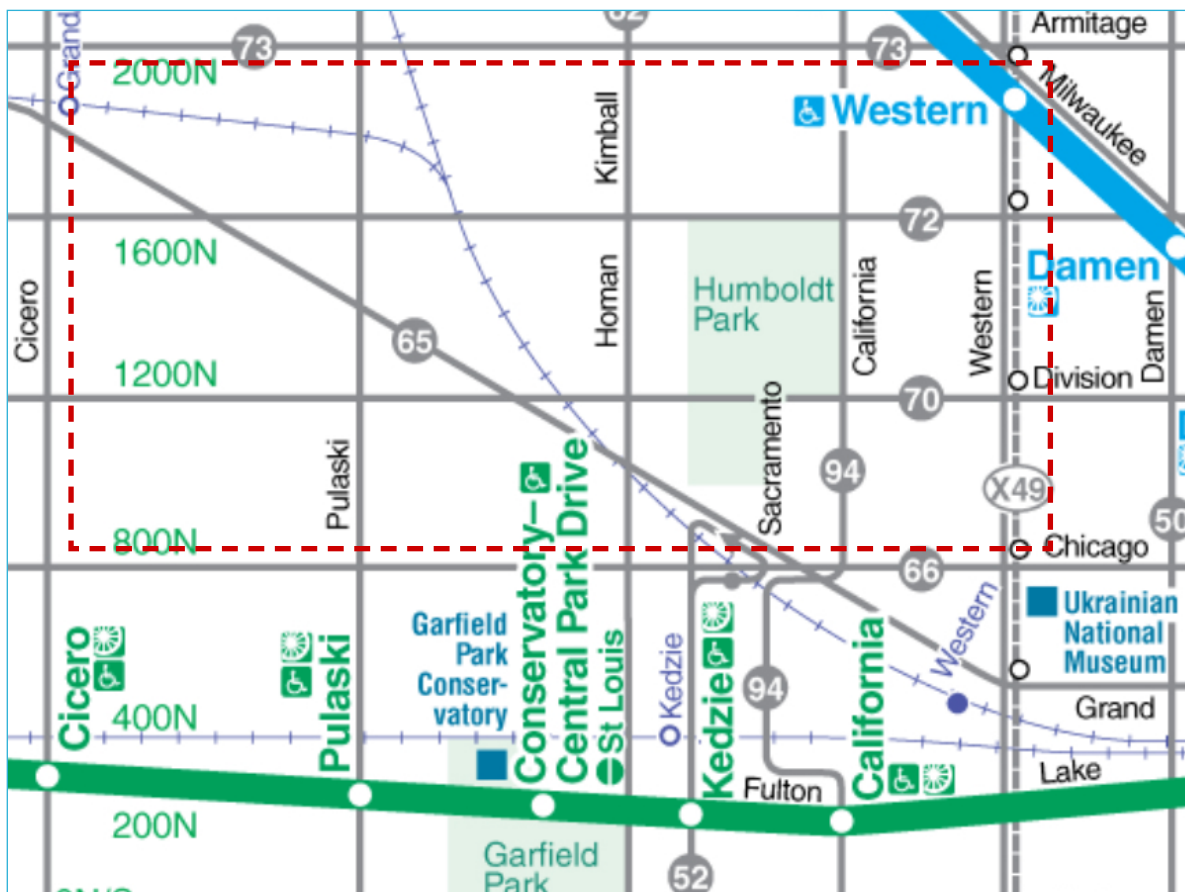 82
Armitage
73
73
Grand
2000N
Milwaukee
Western
Kimball
72
1600N
Damen
Humboldt
Park
Cicero
Homan
California
Western
Damen
65
1200N
Division
70
Pulaski
Sacramento
94
X49
50
800N
Conservatory–
Central Park Drive
Chicago
66
Garfield
Park
Conser-
vatory
Ukrainian
National
Museum
Western
Cicero
Pulaski
St Louis
Kedzie
Kedzie
94
California
400N
Grand
Lake
Fulton
200N
Garfield
Park
52